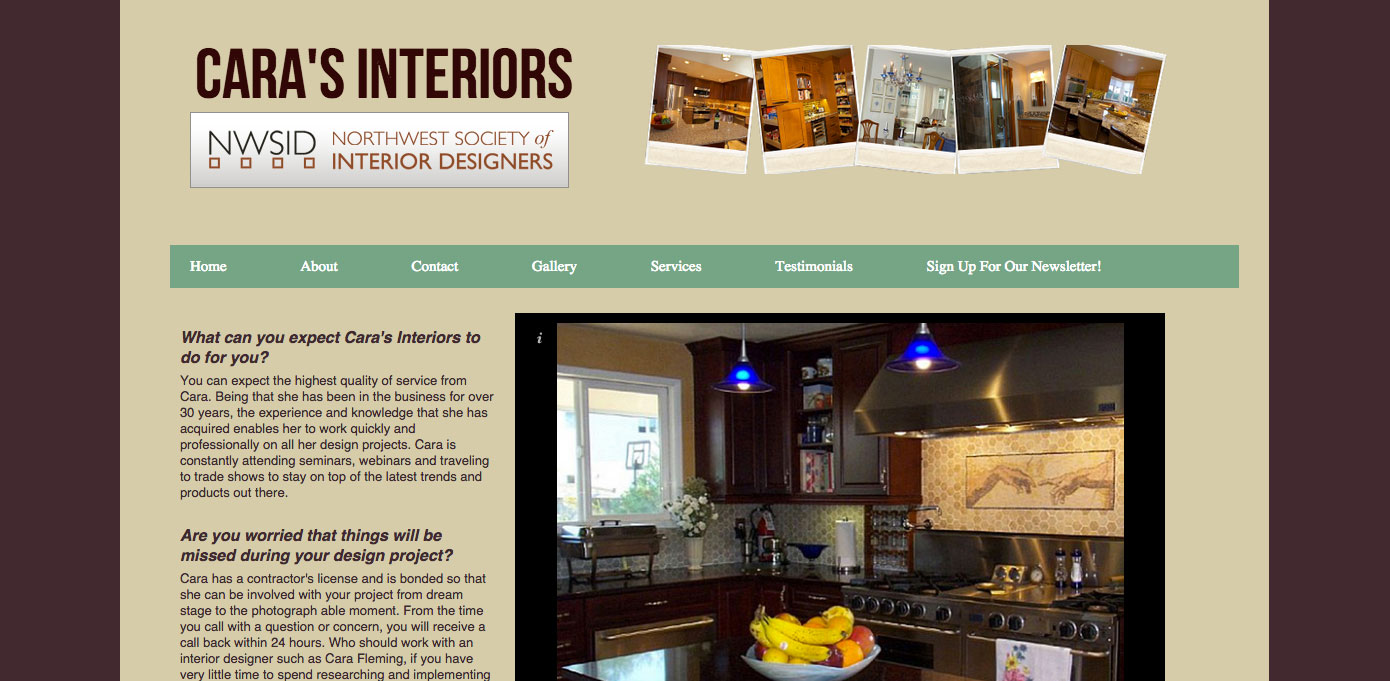 CARA'S INTERIORS
NWSID NORTHWEST SOCIETY of
INTERIOR DESIGNERS
Home About Contact Gallery Services Testimonials Sign Up For Our Newsletter!
What can you expect Cara's Interiors to
do for you?
You can expect the highest quality of service from
Cara. Being that she has been in the business for over
30 years, the experience and knowledge that she has
acquired enables her to work quickly and
professionally on all her design projects. Cara is
constantly attending seminars, webinars and traveling
to trade shows to stay on top of the latest trends and
products out there.
Are you worried that things will be
missed during your design project?
Cara has a contractor's license and is bonded so that
she can be involved with your project from dream
stage to the photograph able moment. From the time
you call with a question or concern, you will receive a
call back within 24 hours. Who should work with an
interior designer such as Cara Fleming, if you have
very little time to spend researching and implementing
i